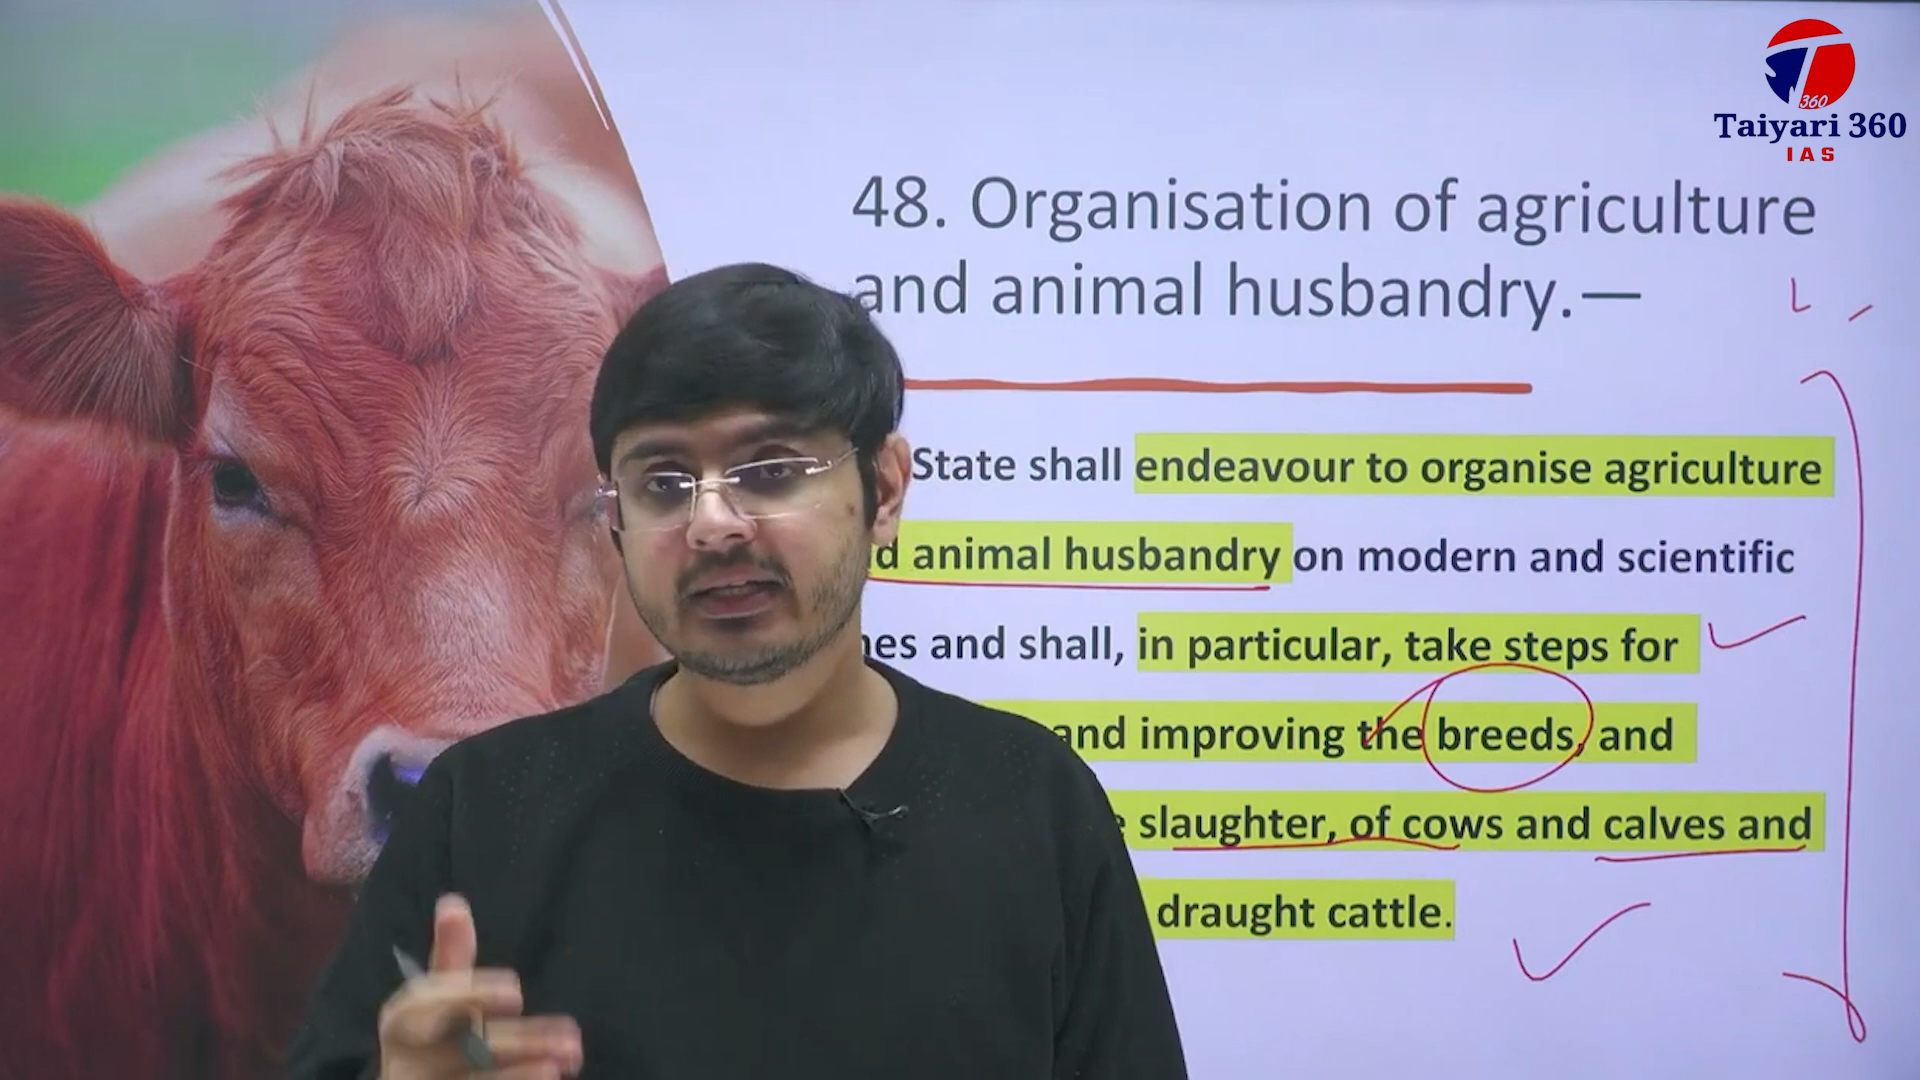 360
Taiyari 360
IAS
48. Organisation of agriculture
and animal husbandry.—
State shall endeavour to organise agriculture
animal husbandry on modern and scientific
and shall, in particular, take steps for
and improving the breeds, and
slaughter, of cows and calves and
draught cattle.